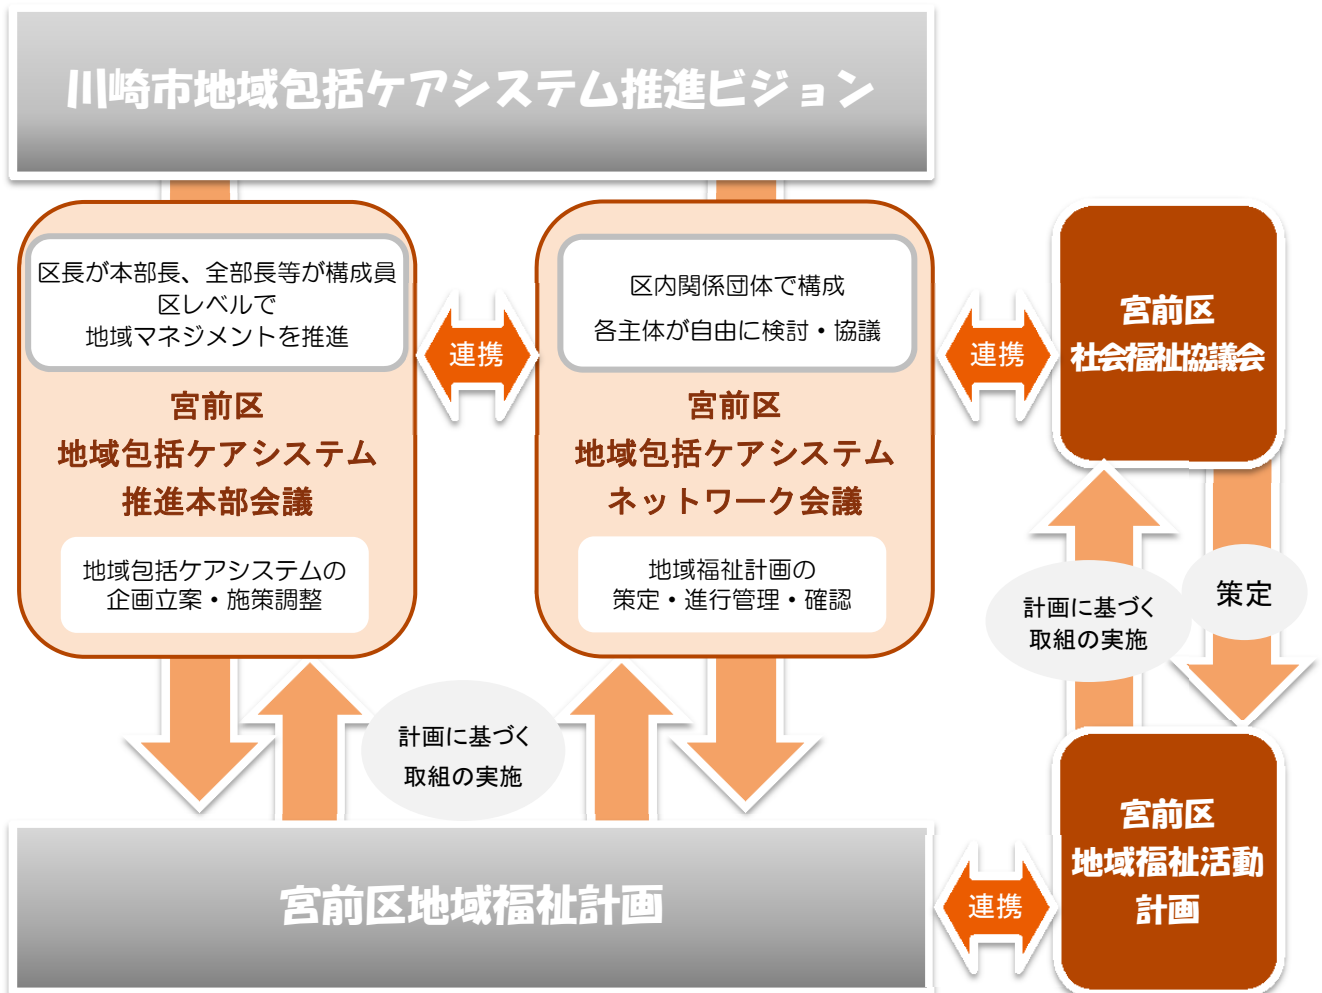 川崎市地域包括ケアシステム推進ビジョン
区長が本部長、全部長等が構成員
区レベルで
地域マネジメントを推進
宮前区
地域包括ケアシステム
推進本部会議
地域包括ケアシステムの
企画立案・施策調整
連携
区内関係団体で構成
各主体が自由に検討・協議
宮前区
地域包括ケアシステム
ネットワーク会議
地域福祉計画の
策定・進行管理・確認
連携
宮前区
社会福祉協議会
計画に基づく
取組の実施
計画に基づく
取組の実施
策定
宮前区地域福祉計画
連携
宮前区
地域福祉活動
計画